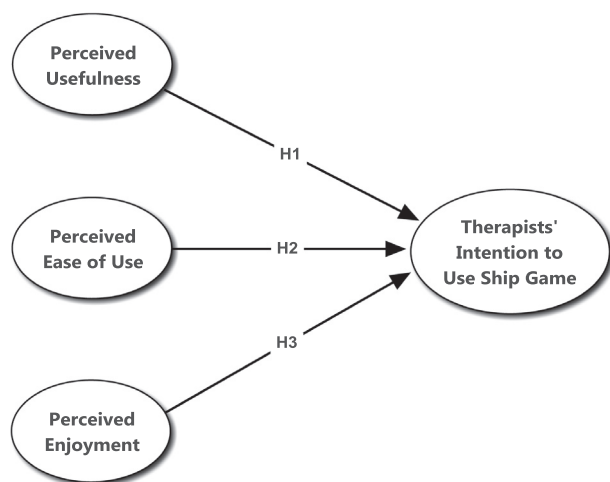 Perceived
Usefulness
H1
Perceived
Ease of Use
H2
Therapists'
Intention to
Use Ship Game
H3
Perceived
Enjoyment